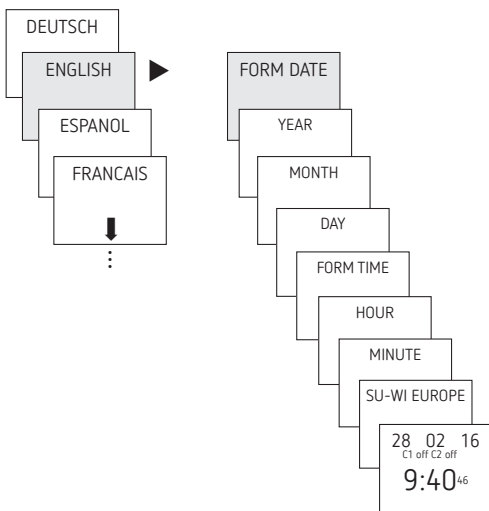 DEUTSCH
ENGLISH
ESPANOL
FRANCAIS
FORM DATE
YEAR
MONTH
DAY
FORM TIME
HOUR
MINUTE
SU-WI EUROPE
28 02 16
C1 off C2 off
9:40 46